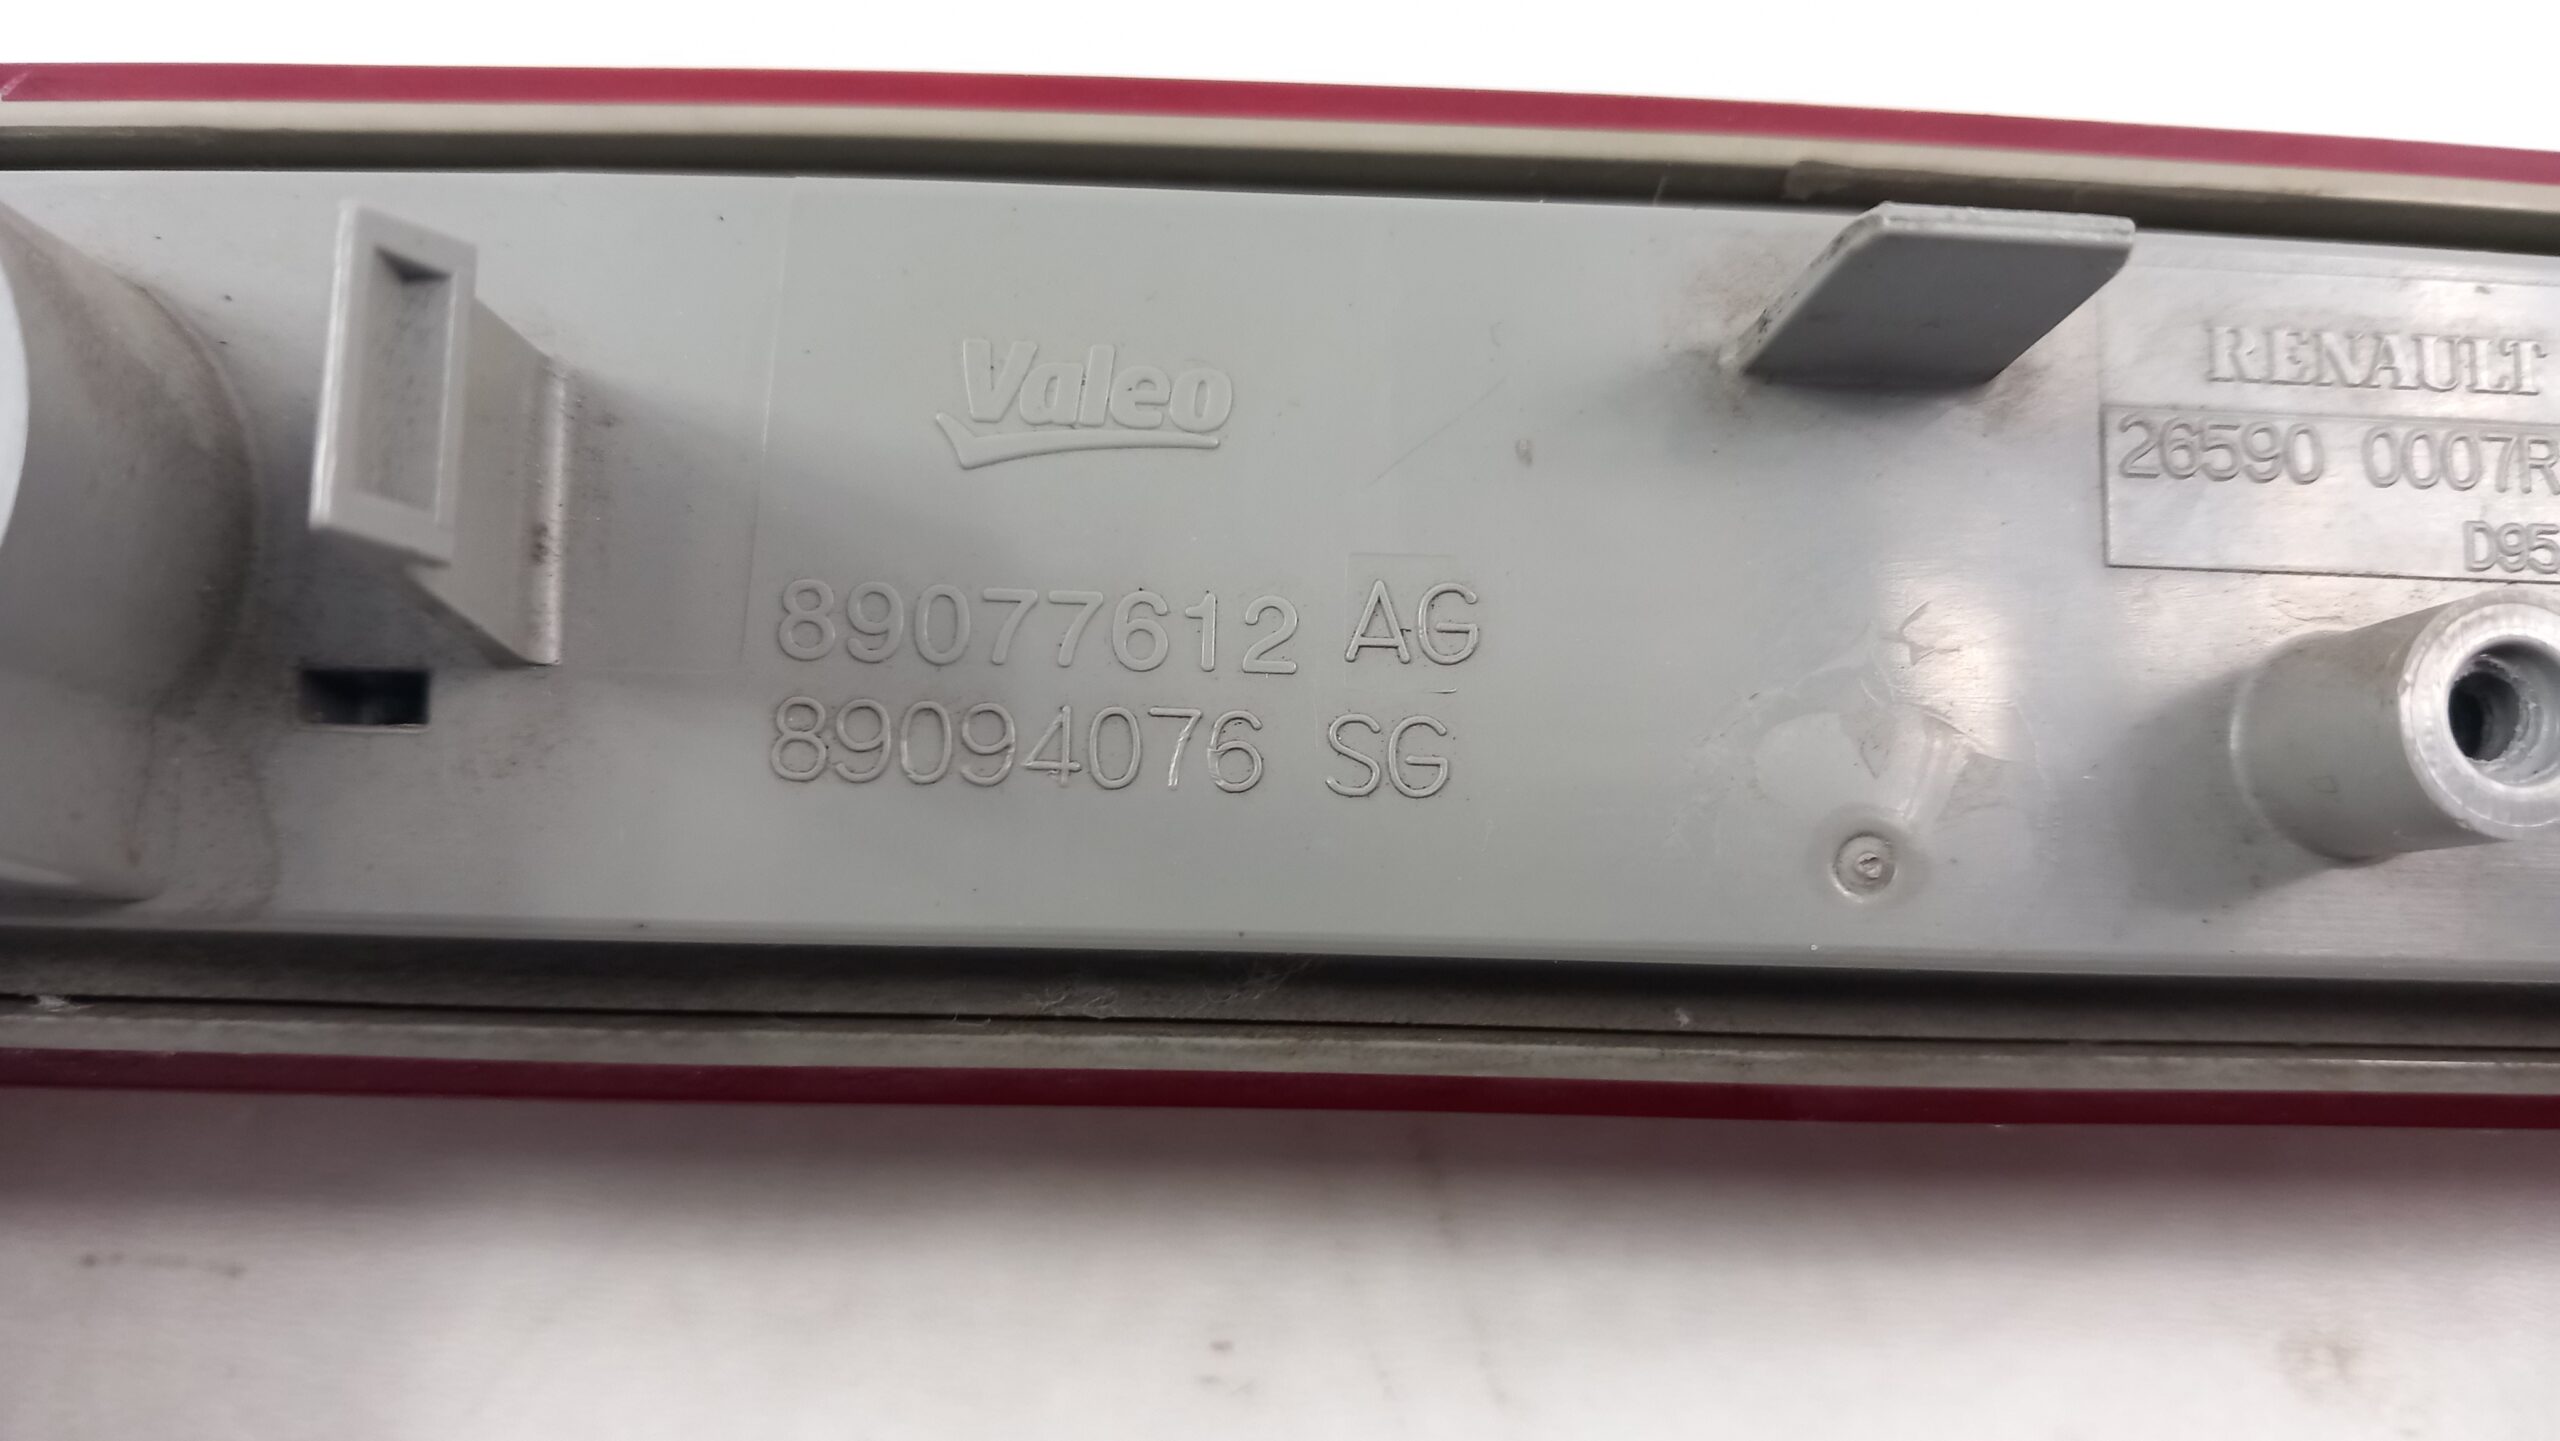 Valeo
89077612 AG
89094076 SG
RENAULT
26590 0007R
D95